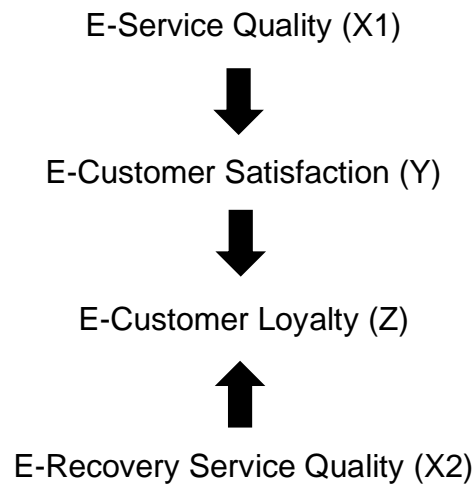 E-Service Quality (X1)
E-Customer Satisfaction (Y)
E-Customer Loyalty (Z)
E-Recovery Service Quality (X2)